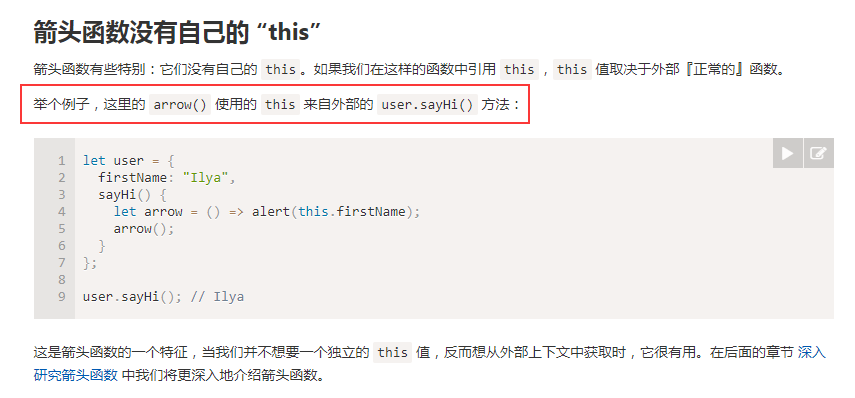 箭头函数没有自己的 “this”
箭头函数有些特别：它们没有自己的 this。如果我们在这样的函数中引用 this，this 值取决于外部『正常的』函数。
举个例子，这里的 arrow() 使用的 this 来自外部的 user.sayHi() 方法：
1 let user = {
2   firstName: "Ilya",
3   sayHi() {
4     let arrow = () => alert(this.firstName);
5     arrow();
6   }
7 };
8
9 user.sayHi(); // Ilya
这是箭头函数的一个特征，当我们并不想要一个独立的 this 值，反而想从外部上下文中获取时，它很有用。在后面的章节 深入
研究箭头函数 中我们将更深入地介绍箭头函数。